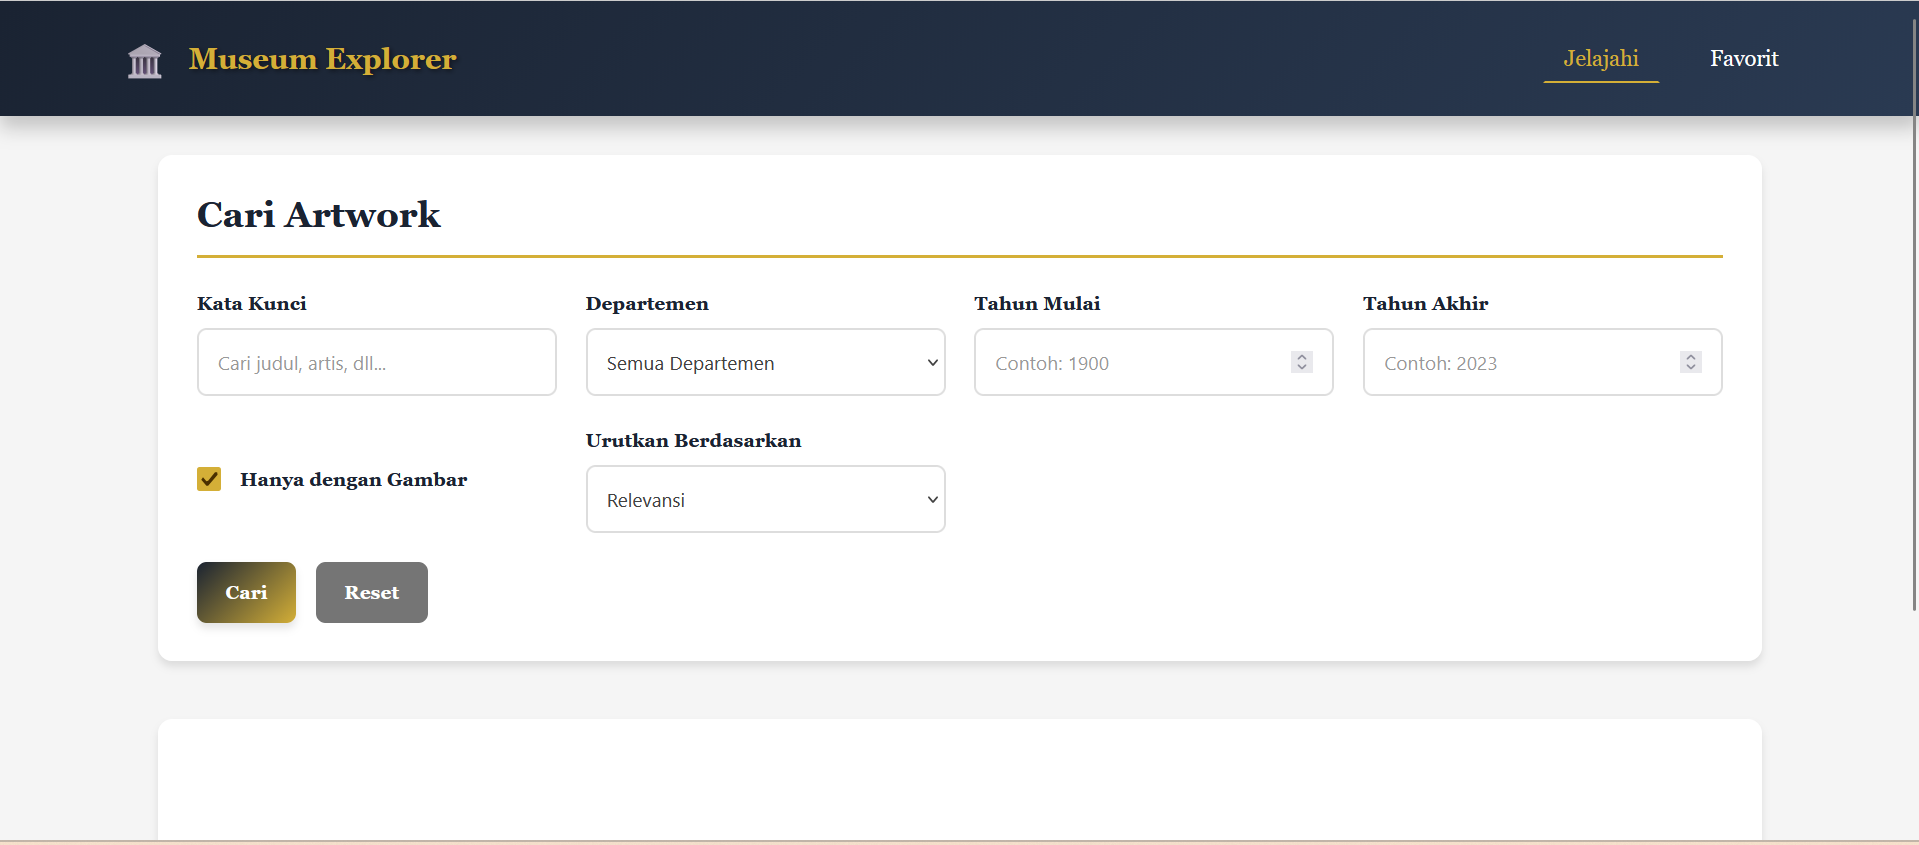 Museum Explorer
Jelajahi
Favorit
Cari Artwork
Kata Kunci
Departemen
Tahun Mulai
Tahun Akhir
Cari judul, artis, dll...
Semua Departemen
Contoh: 1900
Contoh: 2023
Hanya dengan Gambar
Urutkan Berdasarkan
Relevansi
Cari
Reset